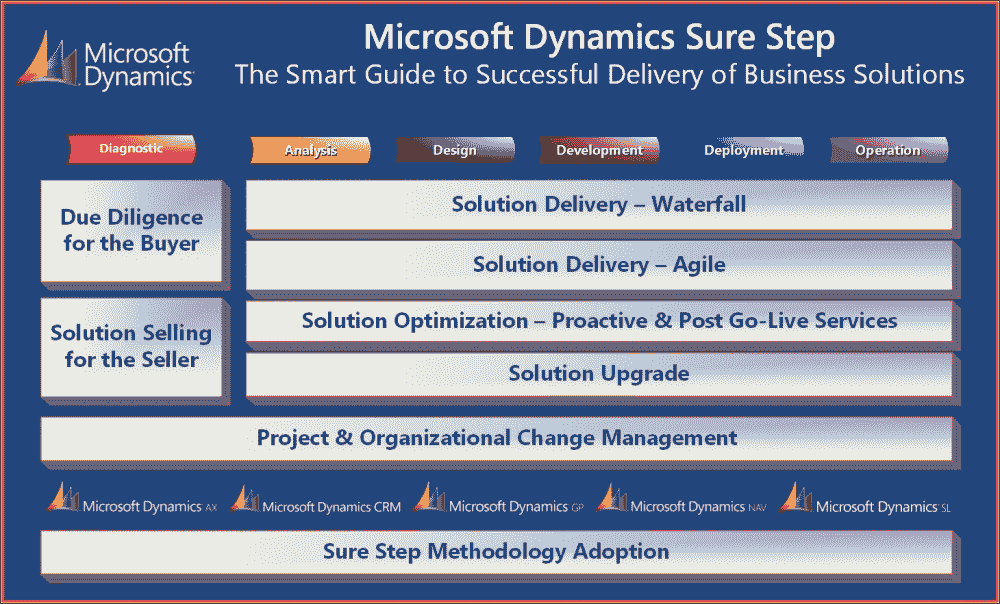 Microsoft Dynamics Sure Step
Microsoft
Dynamics
The Smart Guide to Successful Delivery of Business Solutions
Diagnostic
Analysis
Design
Development
Deployment
Operation
Due Diligence
for the Buyer
Solution Selling
for the Seller
Solution Delivery – Waterfall
Solution Delivery – Agile
Solution Optimization – Proactive & Post Go-Live Services
Solution Upgrade
Project & Organizational Change Management
Microsoft Dynamics AX
Microsoft Dynamics CRM
Microsoft Dynamics GP
Microsoft Dynamics NAV
Microsoft Dynamics SL
Sure Step Methodology Adoption